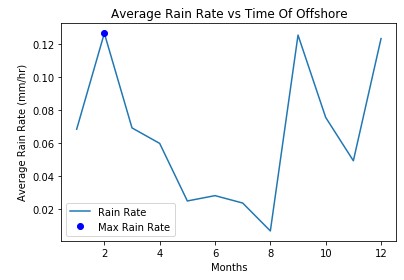 Average Rain Rate vs Time Of Offshore
Average Rain Rate (mm/hr)
0.12
0.10
0.08
0.06
0.04
0.02
Rain Rate
Max Rain Rate
2
4
6
8
10
12
Months